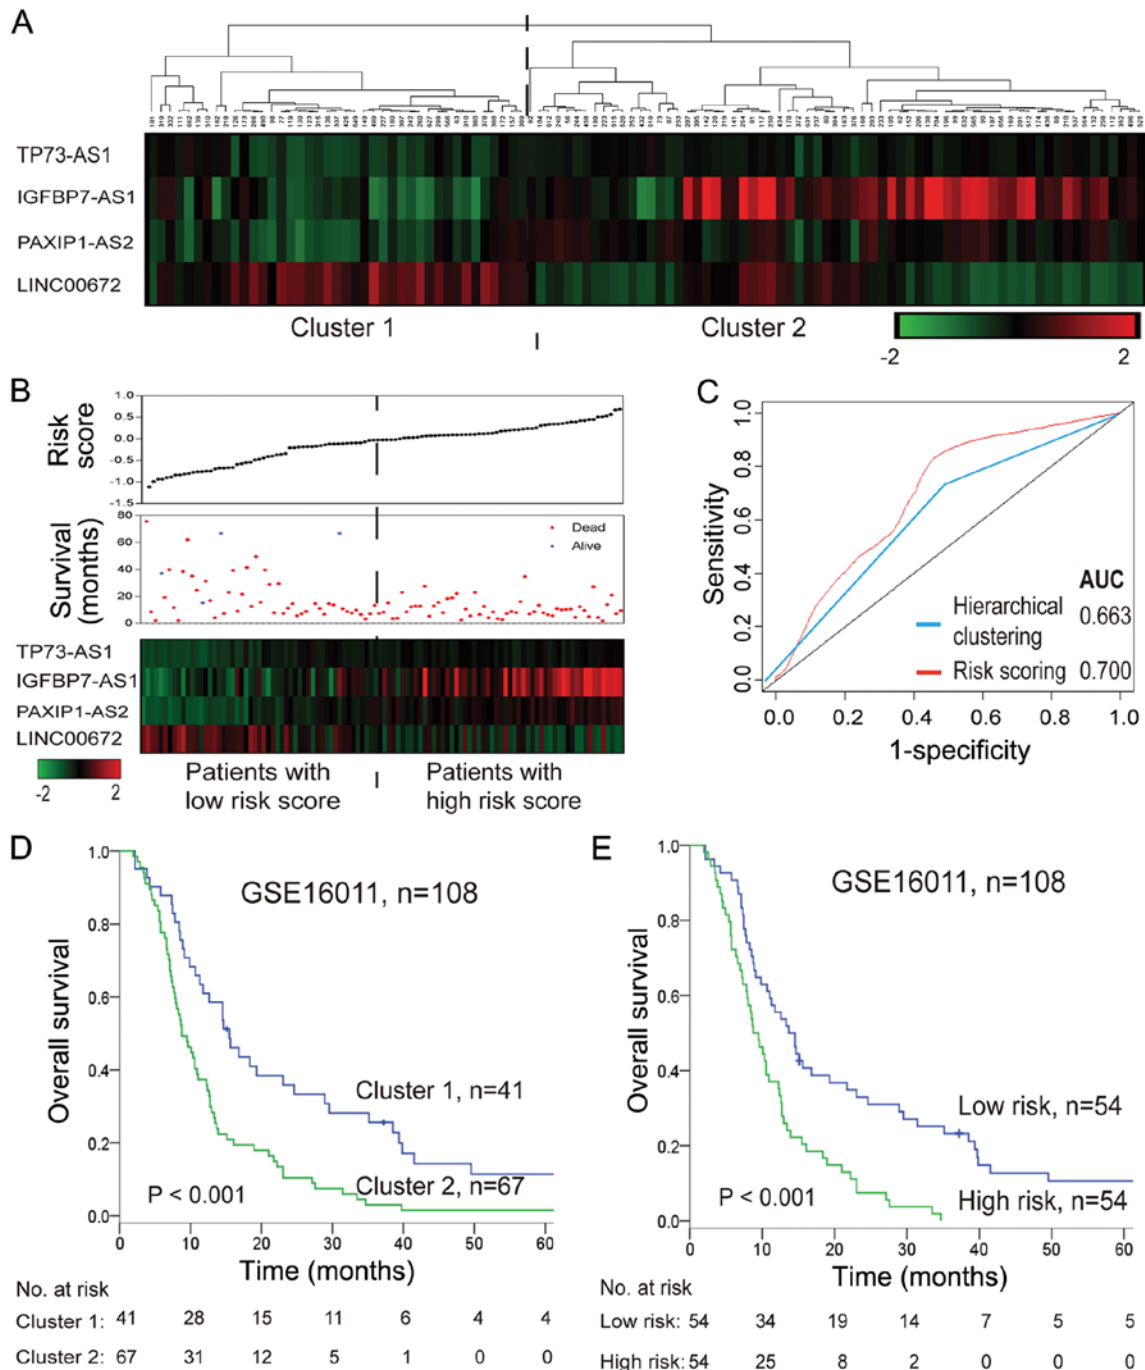 A
TP73-AS1
IGFBP7-AS1
PAXIP1-AS2
LINC00672
Cluster 1
Cluster 2
-2 2
B
Risk score
1.0
0.5
0.0
-0.5
-1.0
-1.5
Survival (months)
80
60
40
20
0
Dead
Alive
TP73-AS1
IGFBP7-AS1
PAXIP1-AS2
LINC00672
-2 2
Patients with
low risk score
Patients with
high risk score
C
Sensitivity
1.0
0.8
0.6
0.4
0.2
0.0
AUC
Hierarchical
clustering
0.663
Risk scoring 0.700
0.0 0.2 0.4 0.6 0.8 1.0
1-specificity
D
GSE16011, n=108
Overall survival
1.0
0.8
0.6
0.4
0.2
0.0
Cluster 1, n=41
Cluster 2, n=67
P < 0.001
0 10 20 30 40 50 60
Time (months)
No. at risk
Cluster 1: 41 28 15 11 6 4 4
Cluster 2: 67 31 12 5 1 0 0
E
GSE16011, n=108
Overall survival
1.0
0.8
0.6
0.4
0.2
0.0
Low risk, n=54
High risk, n=54
P < 0.001
0 10 20 30 40 50 60
Time (months)
No. at risk
Low risk: 54 34 19 14 7 5 5
High risk: 54 25 8 2 0 0 0